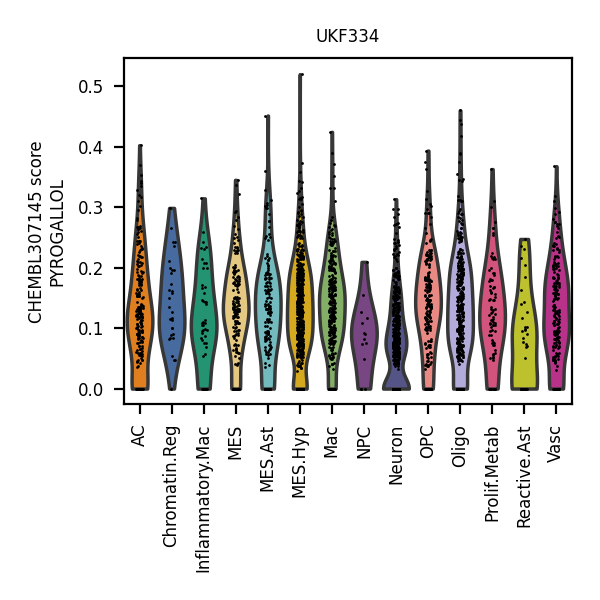 UKF334
CHEMBL307145 score
PYROGALLOL
0.5
0.4
0.3
0.2
0.1
0.0
AC
Chromatin.Reg
Inflammatory.Mac
MES
MES.Ast
MES.Hyp
Mac
NPC
Neuron
OPC
Oligo
Prolif.Metab
Reactive.Ast
Vasc